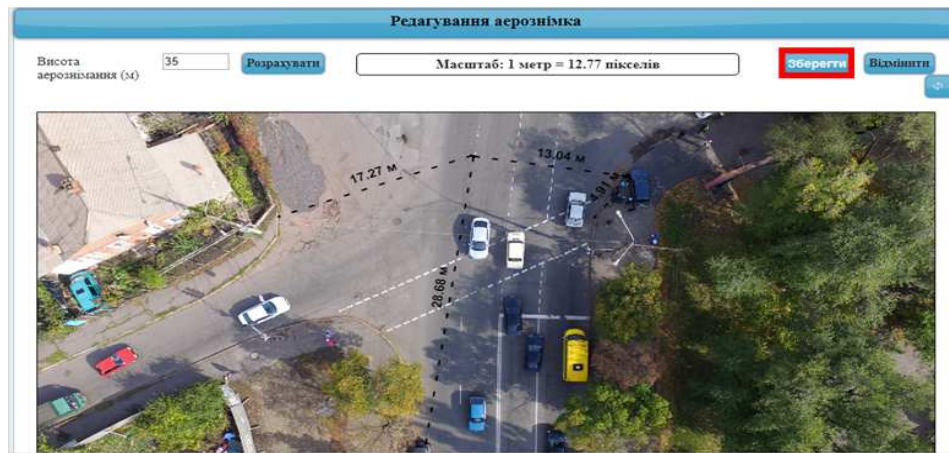 Редагування аерознімка
Висота
аерознімання (м)
35
Розрахувати
Масштаб: 1 метр = 12.77 пікселів
Зберегти
Відмінити
17.27 м
13.04 м
.91 м
28.68 м